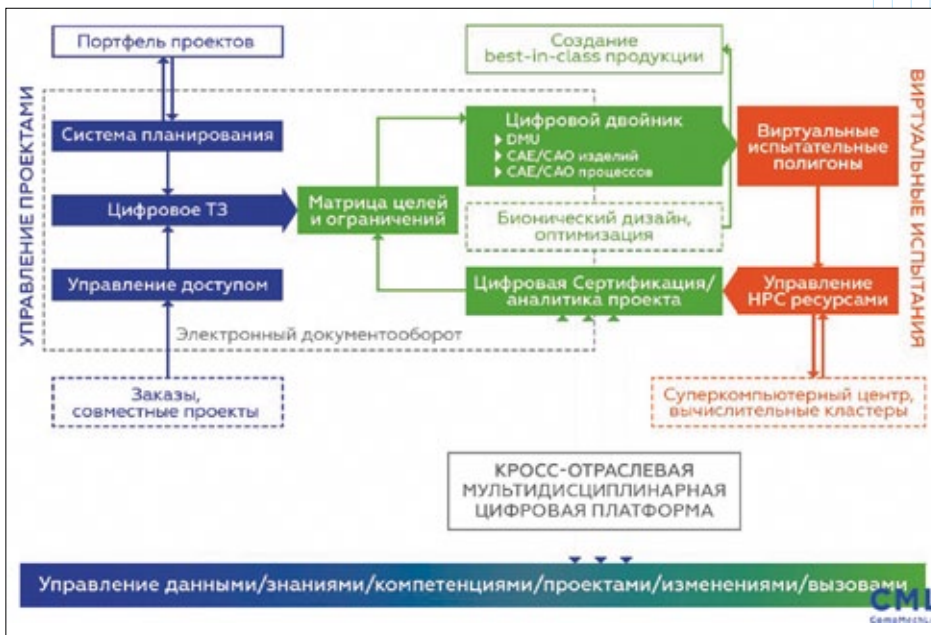 Портфель проектов
Создание
best-in-class продукции
УПРАВЛЕНИЕ ПРОЕКТАМИ
ВИРТУАЛЬНЫЕ ИСПЫТАНИЯ
Система планирования
Цифровой двойник
DMU
CAE/CAO изделий
CAE/CAO процессов
Виртуальные
испытательные
полигоны
Цифровое ТЗ
Матрица целей
и ограничений
Бионический дизайн,
оптимизация
Управление доступом
Цифровая Сертификация/
аналитика проекта
Управление
HPC ресурсами
Электронный документооборот
Заказы,
совместные проекты
Суперкомпьютерный центр,
вычислительные кластеры
КРОСС-ОТРАСЛЕВАЯ
МУЛЬТИДИСЦИПЛИНАРНАЯ
ЦИФРОВАЯ ПЛАТФОРМА
Управление данными/знаниями/компетенциями/проектами/изменениями/вызовами
CML